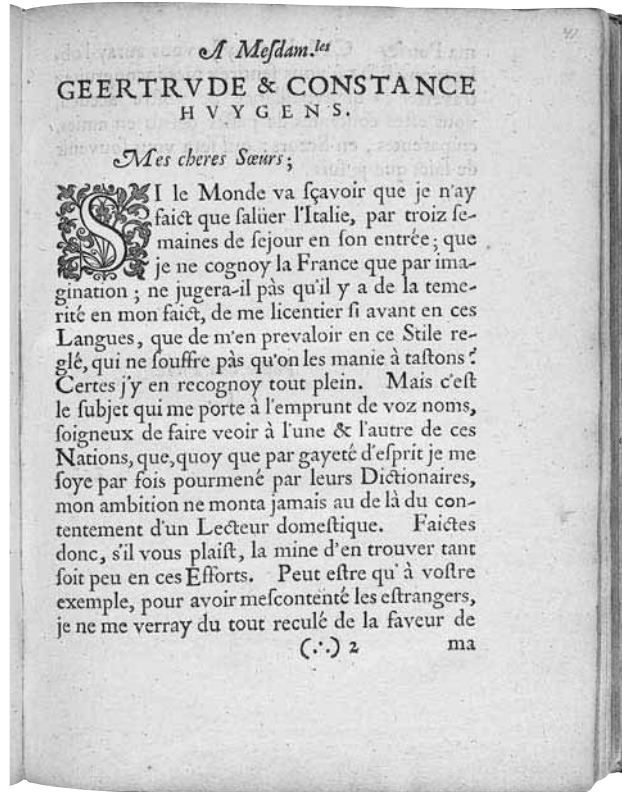 A Meſdam.les
GEERTRVDE & CONSTANCE
HVYGENS.
Mes cheres Sœurs;
SI le Monde va ſçavoir que je n'ay
faict que ſalüer l'Italie, par troiz ſe-
maines de ſejour en ſon entrée; que
je ne cognoy la France que par ima-
gination; ne jugera-il pàs qu'il y a de la teme-
rité en mon faict, de me licentier ſi avant en ces
Langues, que de m'en prevaloir en ce Stile re-
glé, qui ne ſouffre pàs qu'on les manie à taſtons?
Certes j'y en recognoy tout plein. Mais c'eſt
le ſubjet qui me porte à l'emprunt de voz noms,
ſoigneux de faire veoir à l'une & l'autre de ces
Nations, que, quoy que par gayeté d'eſprit je me
ſoye par fois pourmené par leurs Dictionaires,
mon ambition ne monta jamais au de là du con-
tentement d'un Lecteur domeſtique. Faictes
donc, s'il vous plaiſt, la mine d'en trouver tant
ſoit peu en ces Efforts. Peut eſtre qu'à voſtre
exemple, pour avoir meſcontenté les eſtrangers,
je ne me verray du tout reculé de la faveur de
(.·.) 2 ma